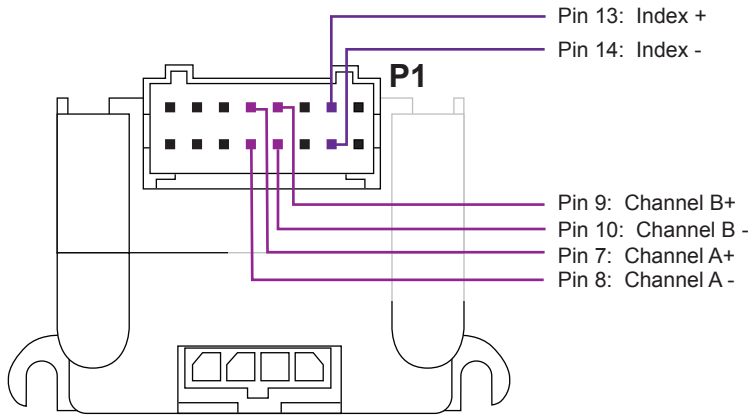 Pin 13: Index +
Pin 14: Index -
P1
Pin 9: Channel B+
Pin 10: Channel B -
Pin 7: Channel A+
Pin 8: Channel A -